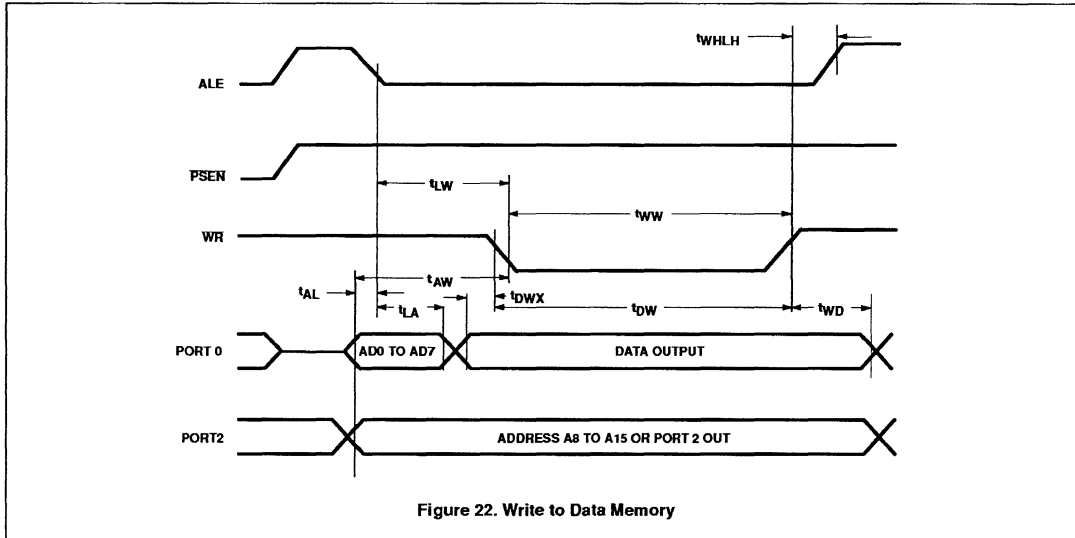 tWHLH
ALE
PSEN
tLW
tWW
WR
tAW
tAL
tLA
tDWX
tDW
tWD
PORT 0
AD0 TO AD7
DATA OUTPUT
PORT2
ADDRESS A8 TO A15 OR PORT 2 OUT
Figure 22. Write to Data Memory